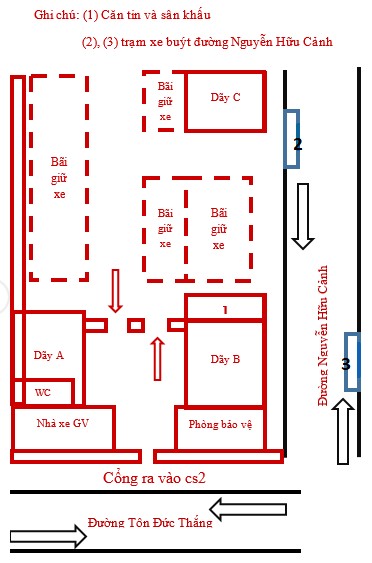 Ghi chú: (1) Căn tin và sân khấu
(2), (3) trạm xe buýt đường Nguyễn Hữu Cảnh
Bãi
giữ
xe
Dãy C
2
Bãi
giữ
xe
Bãi
giữ
xe
Bãi
giữ
xe
1
Đường Nguyễn Hữu Cảnh
3
Dãy A
Dãy B
WC
Nhà xe GV
Phòng bảo vệ
Cổng ra vào cs2
Đường Tôn Đức Thắng